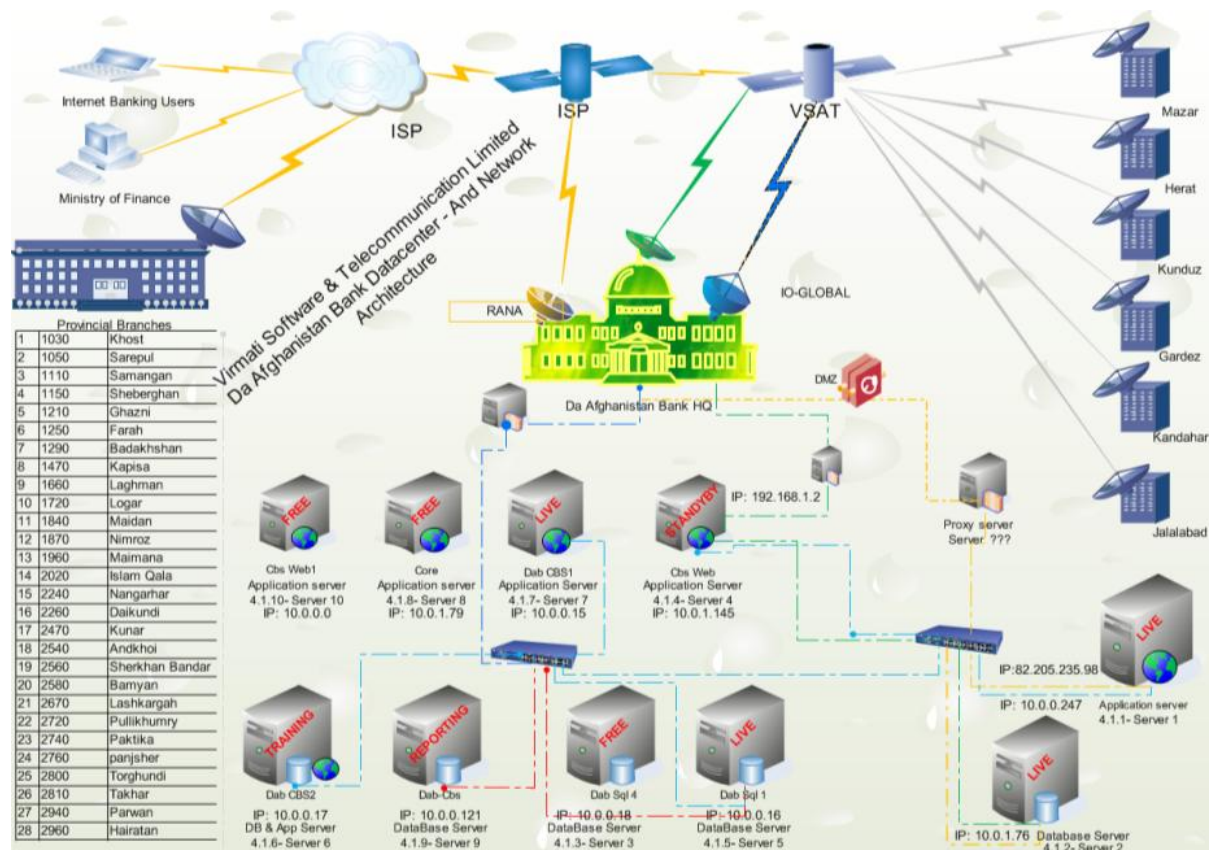 Internet Banking Users
ISP
ISP
VSAT
Mazar
Ministry of Finance
Herat
Kunduz
Gardez
Kandahar
Jalalabad
Virmati Software & Telecommunication Limited
Da Afghanistan Bank Datacenter - And Network
Architecture
RANA
IO-GLOBAL
DMZ
Da Afghanistan Bank HQ
Provincial Branches
1 1030 Khost
2 1050 Sarepul
3 1110 Samangan
4 1150 Sheberghan
5 1210 Ghazni
6 1250 Farah
7 1290 Badakhshan
8 1470 Kapisa
9 1660 Laghman
10 1720 Logar
11 1840 Maidan
12 1870 Nimroz
13 1960 Maimana
14 2020 Islam Qala
15 2240 Nangarhar
16 2260 Daikundi
17 2470 Kunar
18 2540 Andkhoi
19 2560 Sherkhan Bandar
20 2580 Bamyan
21 2670 Lashkargah
22 2720 Pullikhumry
23 2740 Paktika
24 2760 panjsher
25 2800 Torghundi
26 2810 Takhar
27 2940 Parwan
28 2960 Hairatan
FREE
Cbs Web1
Application server
4.1.10- Server 10
IP: 10.0.0.0
FREE
Core
Application server
4.1.8- Server 8
IP: 10.0.1.79
LIVE
Dab CBS1
Application Server
4.1.7- Server 7
IP: 10.0.0.15
STANDBY
Cbs Web
Application Server
4.1.4- Server 4
IP: 10.0.1.145
IP: 192.168.1.2
Proxy server
Server ???
LIVE
IP:82.205.235.98
IP: 10.0.0.247
Application server
4.1.1- Server 1
TRAINING
Dab CBS2
IP: 10.0.0.17
DB & App Server
4.1.6- Server 6
REPORTING
Dab-Cbs
IP: 10.0.0.121
DataBase Server
4.1.9- Server 9
FREE
Dab Sql 4
IP: 10.0.0.18
DataBase Server
4.1.3- Server 3
LIVE
Dab Sql 1
IP: 10.0.0.16
DataBase Server
4.1.5- Server 5
LIVE
IP: 10.0.1.76 Database Server
4.1.2- Server 2